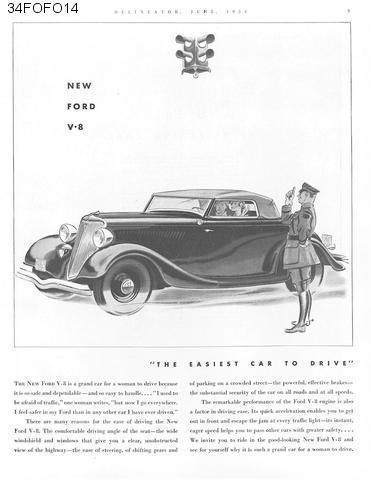 34FOFO14
DELINEATOR, JUNE, 1934
NEW
FORD
V·8
"THE EASIEST CAR TO DRIVE"
THE NEW FORD V-8 is a grand car for a woman to drive because
it is so safe and dependable—and so easy to handle. . . . "I used to
be afraid of traffic," one woman writes, "but now I go everywhere.
I feel safer in my Ford than in any other car I have ever driven."
There are many reasons for the ease of driving the New
Ford V-8. The comfortable driving angle of the seat—the wide
windshield and windows that give you a clear, unobstructed
view of the highway—the ease of steering, of shifting gears and
of parking on a crowded street—the powerful, effective brakes—
the substantial security of the car on all roads and at all speeds.
The remarkable performance of the Ford V-8 engine is also
a factor in driving ease. Its quick acceleration enables you to get
out in front and escape the jam at every traffic light—its instant,
eager speed helps you to pass other cars with greater safety. . . .
We invite you to ride in the good-looking New Ford V-8 and
see for yourself why it is such a grand car for a woman to drive.